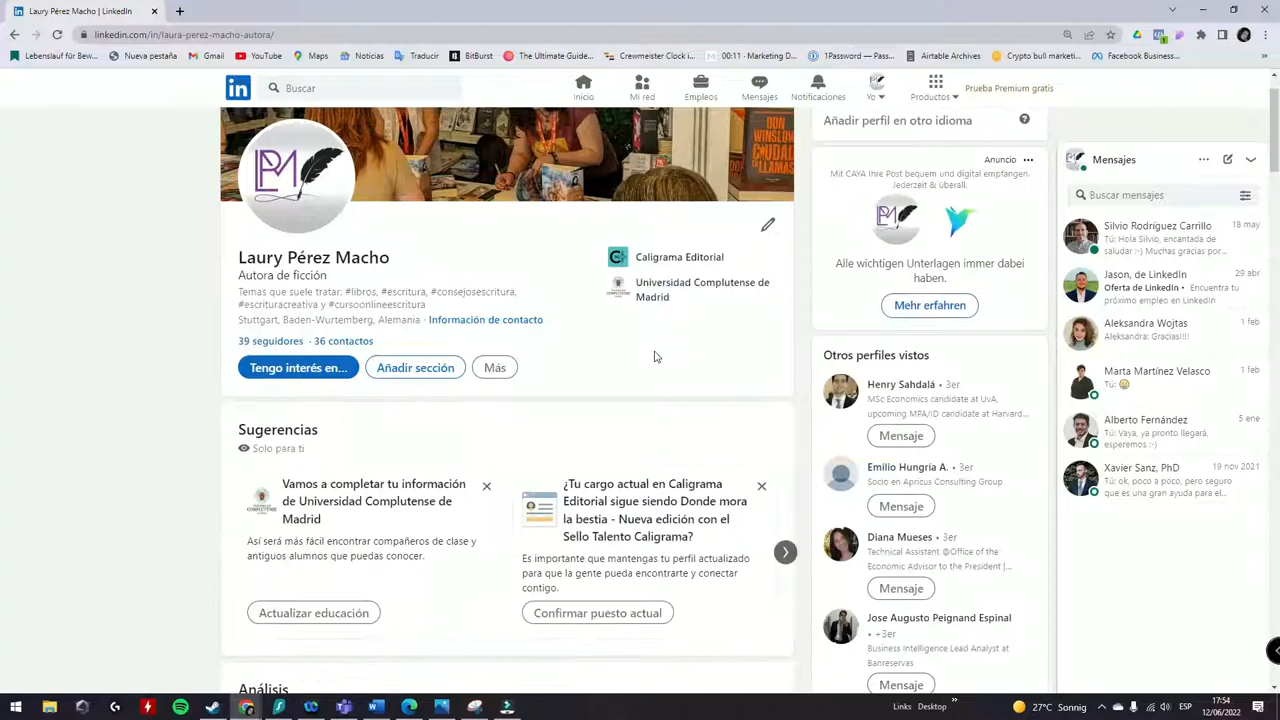 Laury Pérez Macho | LinkedIn
linkedin.com/in/laura-perez-macho-autora/
Lebenslauf für Bew...
Nueva pestaña
Gmail
YouTube
Maps
Noticias
Traducir
BitBurst
The Ultimate Guide...
Crewmeister Clock i...
00:11 · Marketing D...
1Password — Pass...
Airtable Archives
Crypto bull marketi...
Facebook Business...
in
Buscar
Inicio
Mi red
Empleos
Mensajes
Notificaciones
Yo
Productos
Prueba Premium gratis
DON
WINSLOW
CIUDAD
EN LLAMAS
LPM
Laury Pérez Macho
Autora de ficción
Temas que suele tratar: #libros, #escritura, #consejosescritura,
#escrituracreativa y #cursoonlineescritura
Stuttgart, Baden-Wurtemberg, Alemania · Información de contacto
39 seguidores · 36 contactos
Tengo interés en...
Añadir sección
Más
Caligrama Editorial
Universidad Complutense de
Madrid
Sugerencias
Solo para ti
Vamos a completar tu información
de Universidad Complutense de
Madrid
Así será más fácil encontrar compañeros de clase y
antiguos alumnos que puedas conocer.
Actualizar educación
¿Tu cargo actual en Caligrama
Editorial sigue siendo Donde mora
la bestia - Nueva edición con el
Sello Talento Caligrama?
Es importante que mantengas tu perfil actualizado
para que la gente pueda encontrarte y conectar
contigo.
Confirmar puesto actual
Análisis
Añadir perfil en otro idioma
Anuncio
Mit CAYA Ihre Post bequem und digital empfangen.
Jederzeit & überall.
Alle wichtigen Unterlagen immer dabei
haben.
Mehr erfahren
Otros perfiles vistos
Henry Sahdalá • 3er
MSc Economics candidate at UvA,
upcoming MPA/ID candidate at Harvard...
Mensaje
Emilio Hungría A. • 3er
Socio en Apricus Consulting Group
Mensaje
Diana Mueses • 3er
Technical Assistant @Office of the
Economic Advisor to the President |...
Mensaje
Jose Augusto Peignand Espinal
• +3er
Business Intelligence Lead Analyst at
Banreservas
Mensaje
Mensajes
Buscar mensajes
Silvio Rodríguez Carrillo
18 may
Tú: Hola Silvio, encantada de
saludar :-) Muchas gracias por...
Jason, de LinkedIn
29 abr
Oferta de LinkedIn • Encuentra tu
próximo empleo en LinkedIn
Aleksandra Wojtas
1 feb
Aleksandra: Gracias!!!!
Marta Martínez Velasco
1 feb
Tú:
Alberto Fernández
5 ene
Tú: Vaya, ya pronto llegará,
esperemos :-)
Xavier Sanz, PhD
19 nov 2021
Tú: ok, poco a poco, pero seguro
que es una gran ayuda para el...
Links
Desktop
27°C Sonnig
ESP
17:54
12/06/2022